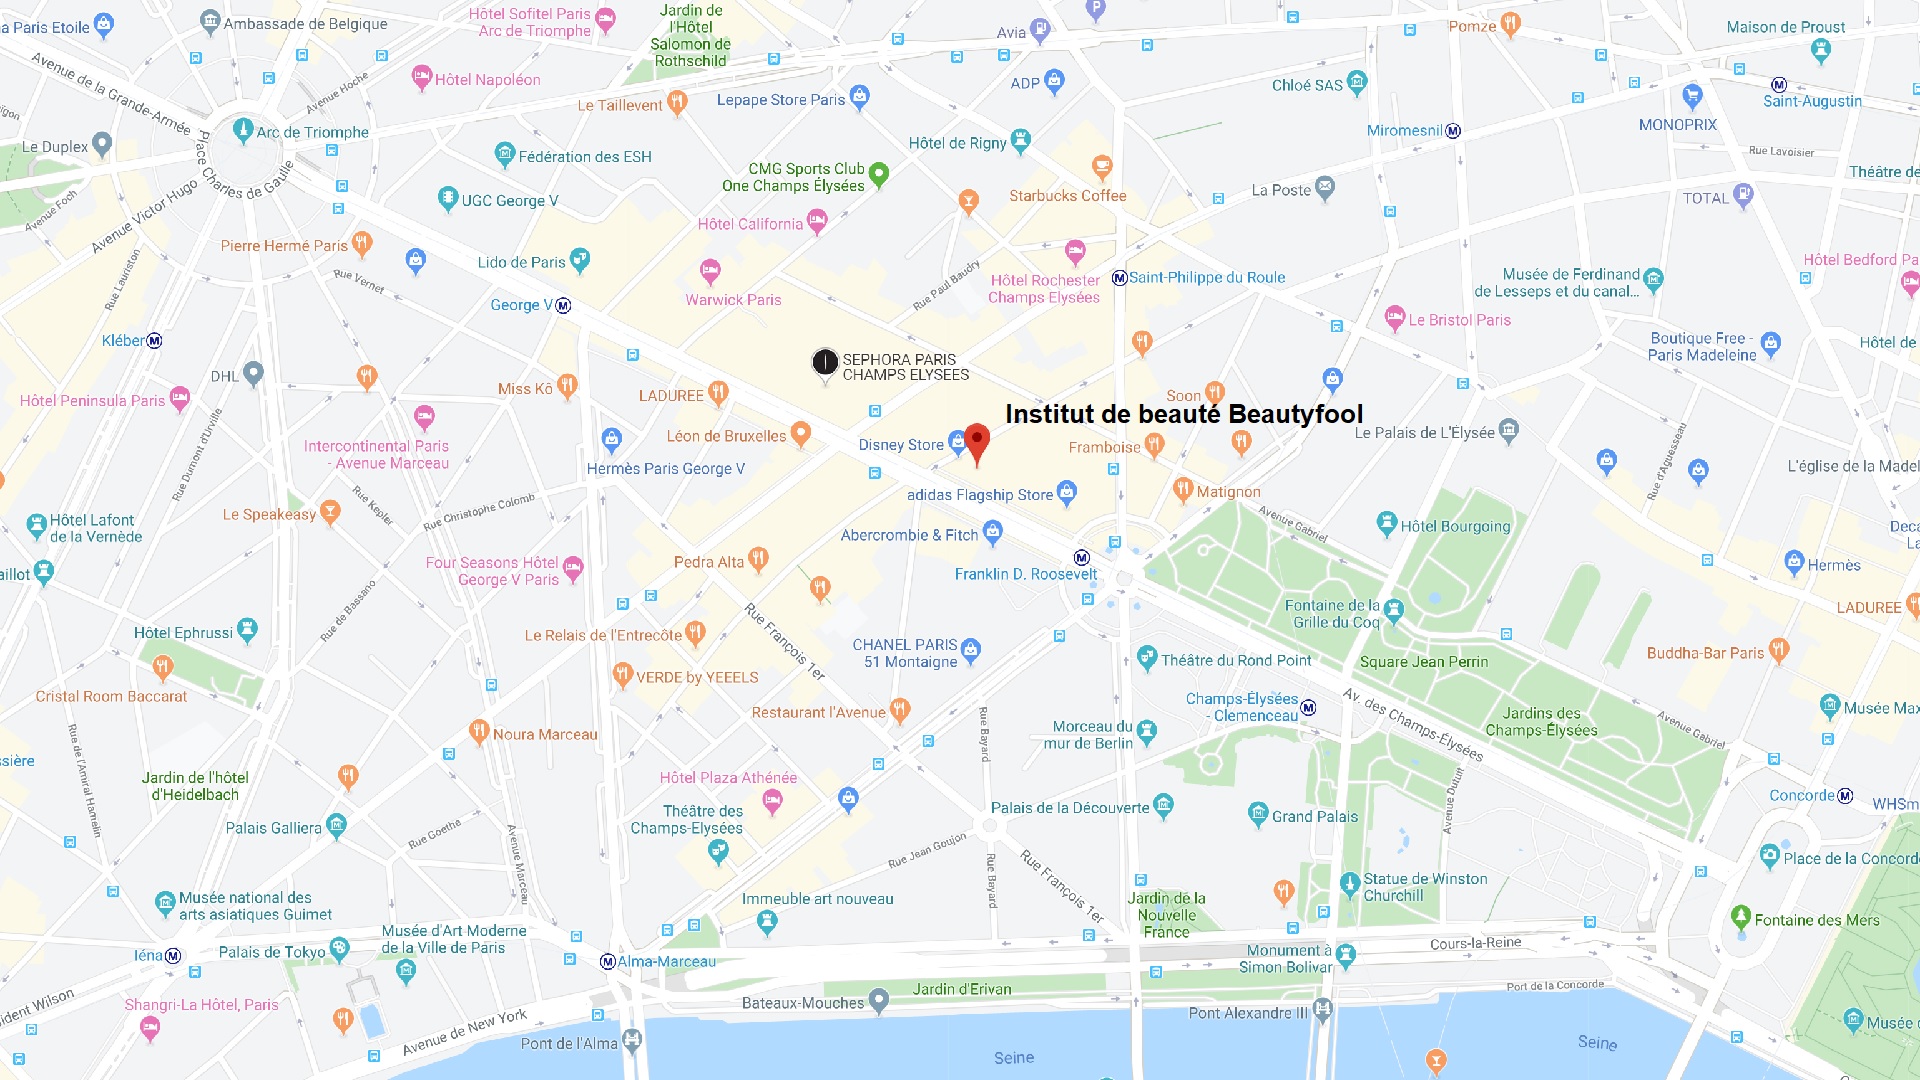 a Paris Etoile
Ambassade de Belgique
Hôtel Sofitel Paris
Arc de Triomphe
Jardin de
l'Hôtel
Salomon de
Rothschild
Avia
P
Pomze
Maison de Proust
Avenue de la Grande-Armée
Avenue Hoche
Hôtel Napoléon
Le Taillevent
Lepape Store Paris
ADP
Chloé SAS
Saint-Augustin
MONOPRIX
Miromesnil
Rue Lavoisier
Arc de Triomphe
Place Charles de Gaulle
Le Duplex
Fédération des ESH
Hôtel de Rigny
CMG Sports Club
One Champs Élysées
Starbucks Coffee
La Poste
TOTAL
Théâtre de
Avenue Foch
Avenue Victor Hugo
UGC George V
Hôtel California
Pierre Hermé Paris
Lido de Paris
Rue Lauriston
Rue Vernet
Warwick Paris
Rue Paul Baudry
Hôtel Rochester
Champs Elysées
Saint-Philippe du Roule
Musée de Ferdinand
de Lesseps et du canal...
Hôtel Bedford Pa
George V
Le Bristol Paris
Kléber
Boutique Free -
Paris Madeleine
Hôtel de
SEPHORA PARIS
CHAMPS ELYSEES
DHL
Miss Kô
LADUREE
Soon
Hôtel Peninsula Paris
Institut de beauté Beautyfool
Intercontinental Paris
- Avenue Marceau
Léon de Bruxelles
Disney Store
Framboise
Le Palais de L'Élysée
Rue Dumont d'Urville
Hermès Paris George V
Rue d'Aguesseau
L'église de la Madel
adidas Flagship Store
Matignon
Rue Kepler
Rue Christophe Colomb
Le Speakeasy
Hôtel Lafont
de la Vernède
Avenue Gabriel
Hôtel Bourgoing
Deca
La
Abercrombie & Fitch
Pedra Alta
Four Seasons Hôtel
George V Paris
Franklin D. Roosevelt
Hermès
aillot
Rue de Bassano
Rue François 1er
Fontaine de la
Grille du Coq
LADUREE
Hôtel Ephrussi
Le Relais de l'Entrecôte
CHANEL PARIS
51 Montaigne
Théâtre du Rond Point
Square Jean Perrin
Buddha-Bar Paris
VERDE by YEEELS
Cristal Room Baccarat
Restaurant l'Avenue
Rue Bayard
Champs-Élysées
- Clemenceau
Av. des Champs-Élysées
Jardins des
Champs-Élysées
Avenue Gabriel
Musée Max
Noura Marceau
Morceau du
mur de Berlin
Rue de l'Amiral Hamelin
ssière
Jardin de l'hôtel
d'Heidelbach
Hôtel Plaza Athénée
Avenue Dutuit
Concorde
WHSm
Théâtre des
Champs-Elysées
Palais de la Découverte
Grand Palais
Palais Galliera
Rue Goethe
Avenue Marceau
Rue Jean Goujon
Rue François 1er
Rue Bayard
Place de la Concorde
Musée national des
arts asiatiques Guimet
Immeuble art nouveau
Jardin de la
Nouvelle
France
Statue de Winston
Churchill
Fontaine des Mers
Musée d'Art Moderne
de la Ville de Paris
Palais de Tokyo
Iéna
Alma-Marceau
Cours-la-Reine
Monument à
Simon Bolivar
ident Wilson
Shangri-La Hôtel, Paris
Jardin d'Erivan
Bateaux-Mouches
Port de la Concorde
Pont Alexandre III
Avenue de New York
Pont de l'Alma
Seine
Seine
Musée d